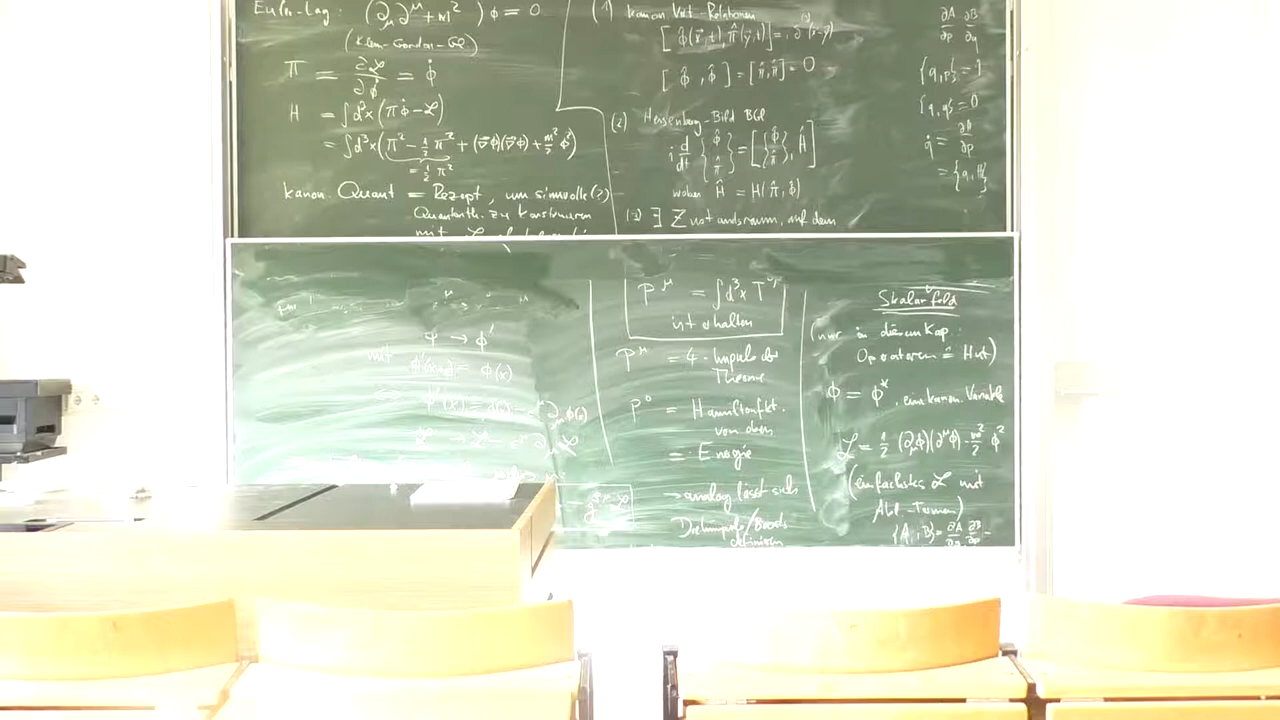 Euler-Lag: (∂_μ∂^μ + m²)ϕ = 0
(Klein-Gordon-Gl)
Π = ∂ℒ/∂ϕ̇ = ϕ̇
H = ∫d³x(πϕ̇ - ℒ)
= ∫d³x(π² - ½π² + (∇⃗ϕ)(∇⃗ϕ) + m²/2 ϕ²)
= ½π²
kanon. Quant = Rezept, um sinnvolle(?)
Quantenth. zu konstruieren
mit ℒ
(1) kanon Vert-Relationen
[ϕ̂(x⃗,t), π̂(y⃗,t)] = i δ^(3)(x-y)
[ϕ̂, ϕ̂] = [π̂, π̂] = 0
(2) Heisenberg-Bild BGl
i d/dt {ϕ̂ π̂} = [{ϕ̂ π̂}, Ĥ]
wobei Ĥ = H(π̂, ϕ̂)
(3) ∃ Zustandsraum, auf dem
∂A/∂p ∂B/∂q
{q,p} = 1
{q,q} = 0
q̇ = ∂H/∂p
= {q,H}
ϕ → ϕ'
mit ϕ'(x+a) = ϕ(x)
P^μ = ∫d³x T^0μ
ist erhalten
P^μ = 4-Impuls der
Theorie
P^0 = Hamiltonfkt.
von dem
= Energie
→ analog lässt sich
Drehimpuls/Boosts
definieren
Skalarfeld
(nur in diesem Kap.
Operatoren ≙ Hut)
ϕ = ϕ*, ein kanon. Variable
ℒ = ½ (∂_μϕ)(∂^μϕ) - m²/2 ϕ²
(einfachstes ℒ mit
Abl-Termen)
{A,B} = ∂A/∂q ∂B/∂p -